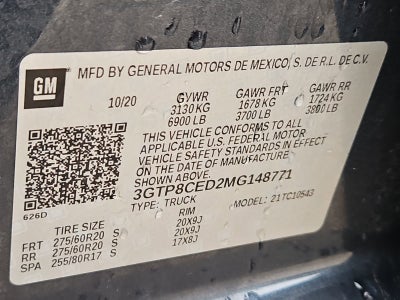 GM
MFD BY GENERAL MOTORS DE MEXICO, S. DE R.L. DE C.V.
10/20 GVWR GAWR FRT GAWR RR
3130 KG 1678 KG 1724 KG
6900 LB 3700 LB 3800 LB
THIS VEHICLE CONFORMS TO ALL
APPLICABLE U.S. FEDERAL MOTOR
VEHICLE SAFETY STANDARDS IN EFFECT
ON THE DATE OF MANUFACTURE SHOWN ABOVE.
3GTP8CED2MG148771
626D TYPE: TRUCK MODEL: 21TC10543
TIRE SIZE RIM
FRT 275/60R20 S 20X9J
RR 275/60R20 S 20X9J
SPA 255/80R17 S 17X8J